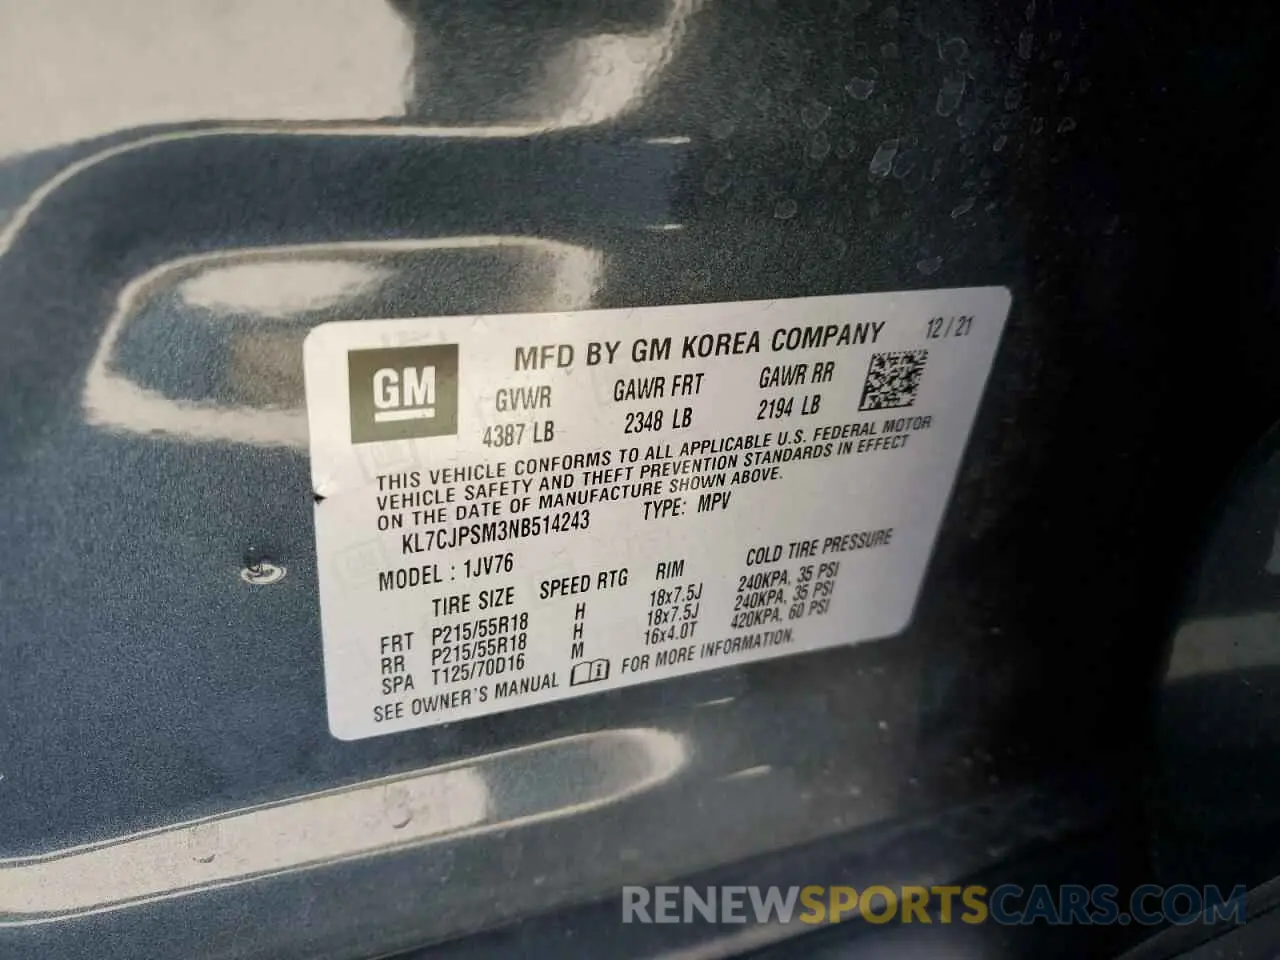 GM
MFD BY GM KOREA COMPANY 12/21
GVWR GAWR FRT GAWR RR
4387 LB 2348 LB 2194 LB
THIS VEHICLE CONFORMS TO ALL APPLICABLE U.S. FEDERAL MOTOR
VEHICLE SAFETY AND THEFT PREVENTION STANDARDS IN EFFECT
ON THE DATE OF MANUFACTURE SHOWN ABOVE.
KL7CJPSM3NB514243 TYPE: MPV
MODEL : 1JV76
TIRE SIZE SPEED RTG RIM COLD TIRE PRESSURE
FRT P215/55R18 H 18x7.5J 240KPA, 35 PSI
RR P215/55R18 H 18x7.5J 240KPA, 35 PSI
SPA T125/70D16 M 16x4.0T 420KPA, 60 PSI
SEE OWNER'S MANUAL FOR MORE INFORMATION.
RENEWSPORTSCARS.COM